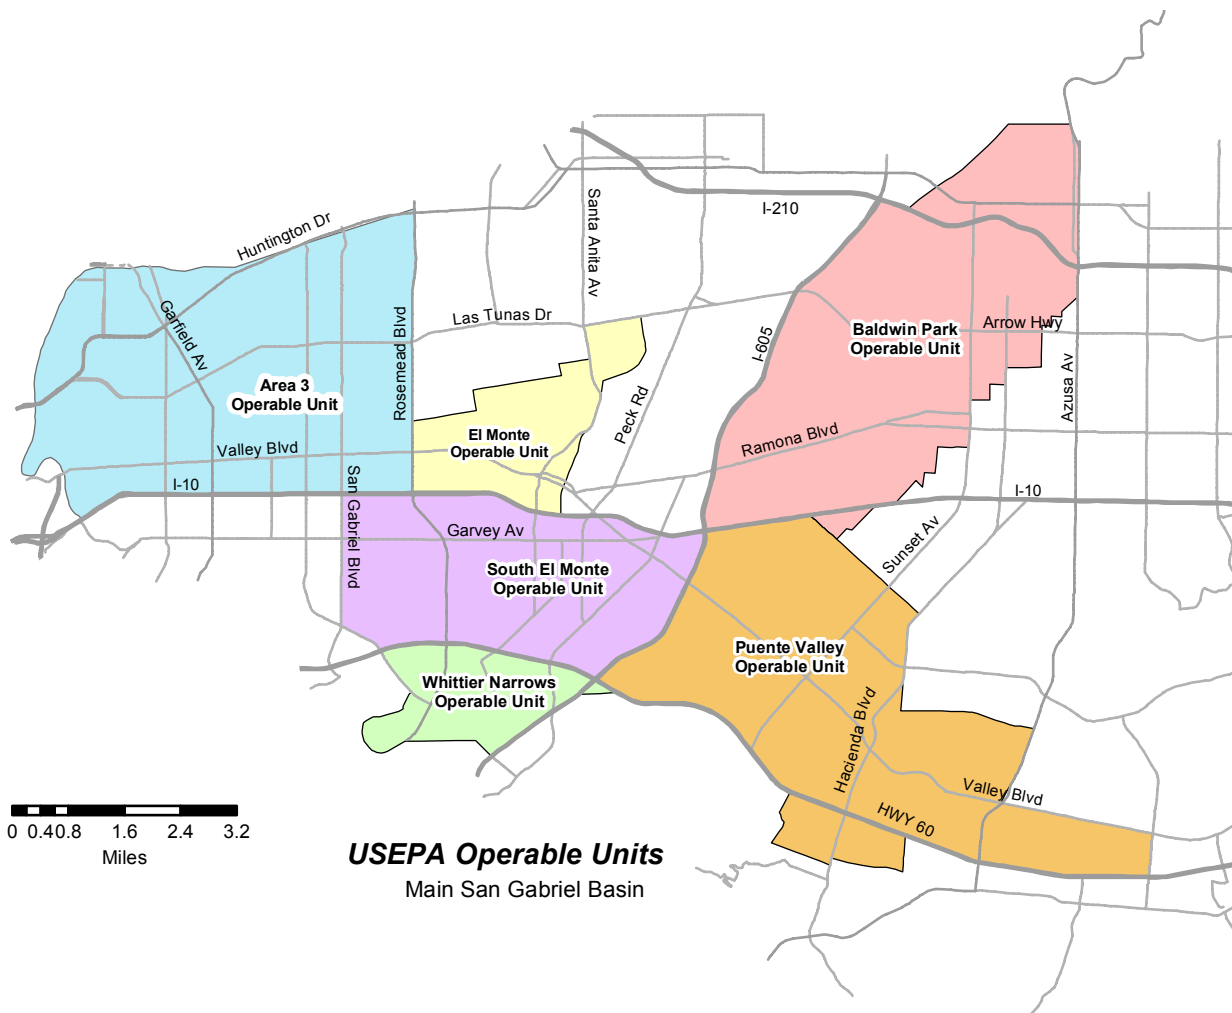 Huntington Dr
Santa Anita Av
I-210
Garfield Av
Las Tunas Dr
Rosemead Blvd
I-605
Baldwin Park
Operable Unit
Arrow Hwy
Azusa Av
Area 3
Operable Unit
Peck Rd
El Monte
Operable Unit
Ramona Blvd
Valley Blvd
I-10
San Gabriel Blvd
I-10
Garvey Av
Sunset Av
South El Monte
Operable Unit
Puente Valley
Operable Unit
Whittier Narrows
Operable Unit
Hacienda Blvd
Valley Blvd
HWY 60
0 0.40.8 1.6 2.4 3.2
Miles
USEPA Operable Units
Main San Gabriel Basin